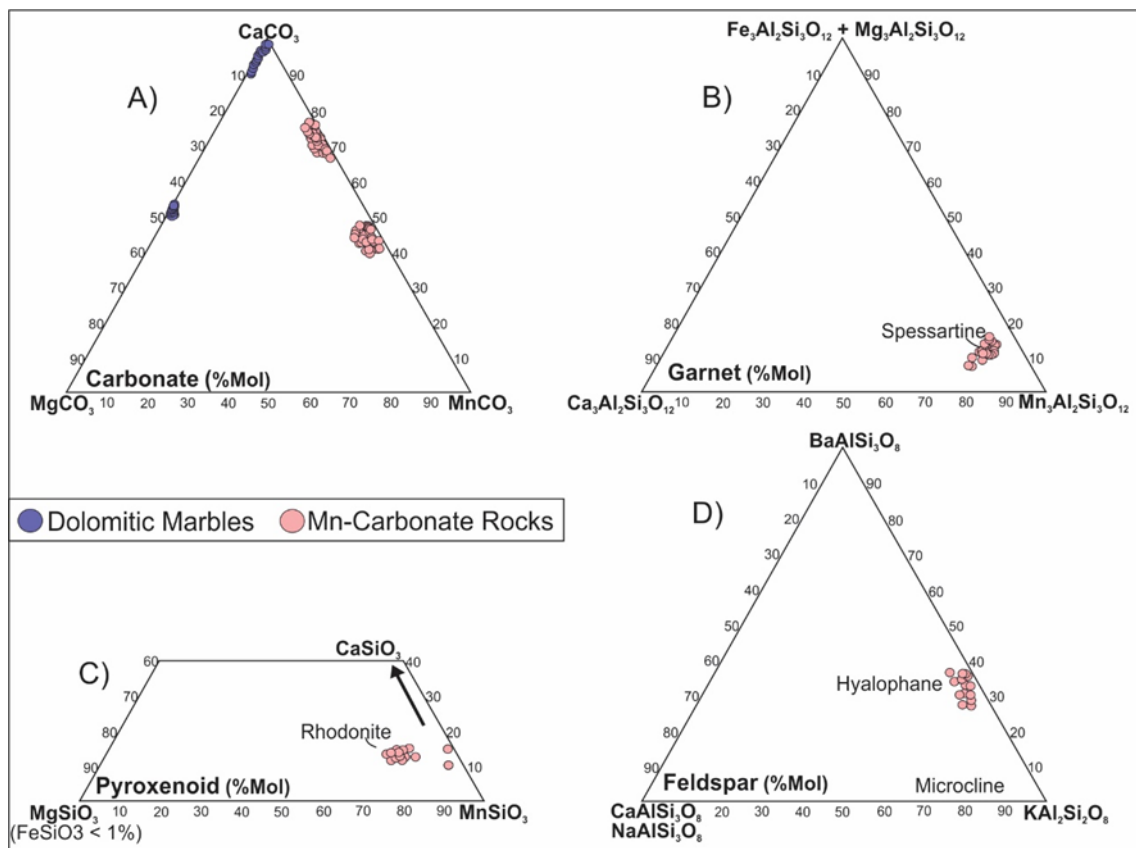 A)
CaCO₃
10
90
20
80
30
70
40
60
50
50
60
40
70
30
80
20
90
10
Carbonate (%Mol)
MgCO₃
MnCO₃
10 20 30 40 50 60 70 80 90
B)
Fe₃Al₂Si₃O₁₂ + Mg₃Al₂Si₃O₁₂
10
90
20
80
30
70
40
60
50
50
60
40
70
30
80
20
Spessartine
90
10
Garnet (%Mol)
Ca₃Al₂Si₃O₁₂
Mn₃Al₂Si₃O₁₂
10 20 30 40 50 60 70 80 90
Dolomitic Marbles
Mn-Carbonate Rocks
C)
CaSiO₃
60
40
70
30
80
20
Rhodonite
90
10
Pyroxenoid (%Mol)
MgSiO₃
MnSiO₃
10 20 30 40 50 60 70 80 90
(FeSiO3 < 1%)
D)
BaAlSi₃O₈
10
90
20
80
30
70
40
60
50
50
60
40
Hyalophane
70
30
80
20
Microcline
90
10
Feldspar (%Mol)
CaAlSi₃O₈
NaAlSi₃O₈
KAl₂Si₂O₈
10 20 30 40 50 60 70 80 90